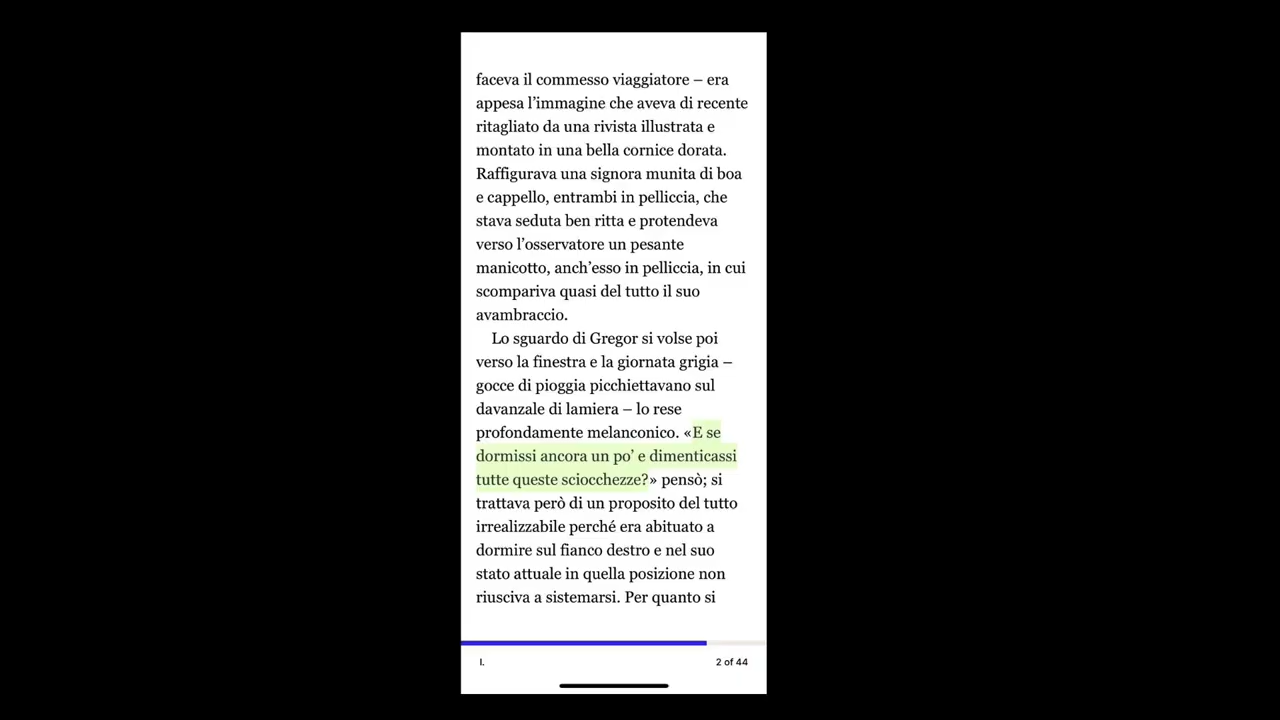 faceva il commesso viaggiatore – era
appesa l’immagine che aveva di recente
ritagliato da una rivista illustrata e
montato in una bella cornice dorata.
Raffigurava una signora munita di boa
e cappello, entrambi in pelliccia, che
stava seduta ben ritta e protendeva
verso l’osservatore un pesante
manicotto, anch’esso in pelliccia, in cui
scompariva quasi del tutto il suo
avambraccio.
Lo sguardo di Gregor si volse poi
verso la finestra e la giornata grigia –
gocce di pioggia picchiettavano sul
davanzale di lamiera – lo rese
profondamente melanconico. «E se
dormissi ancora un po’ e dimenticassi
tutte queste sciocchezze?» pensò; si
trattava però di un proposito del tutto
irrealizzabile perché era abituato a
dormire sul fianco destro e nel suo
stato attuale in quella posizione non
riusciva a sistemarsi. Per quanto si
I.
2 of 44